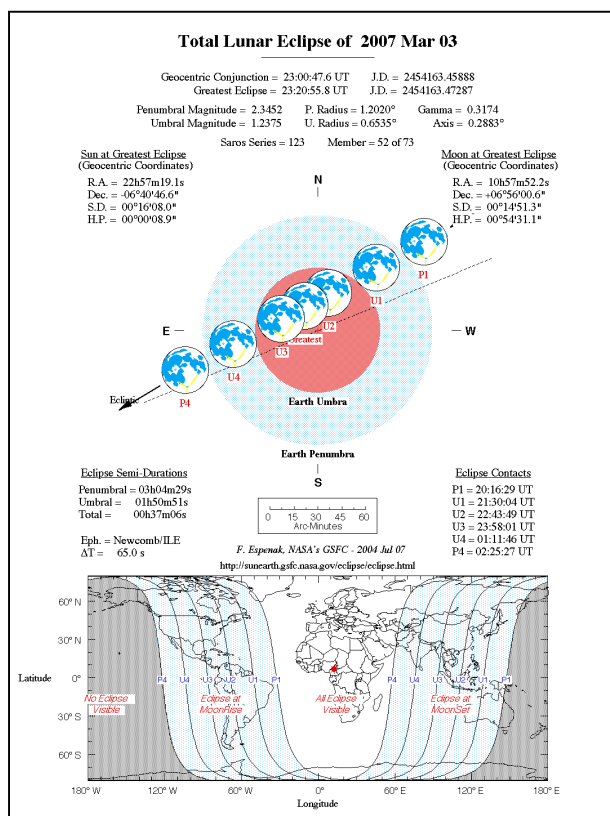 Total Lunar Eclipse of 2007 Mar 03
Geocentric Conjunction = 23:00:47.6 UT J.D. = 2454163.45888
Greatest Eclipse = 23:20:55.8 UT J.D. = 2454163.47287
Penumbral Magnitude = 2.3452 P. Radius = 1.2020° Gamma = 0.3174
Umbral Magnitude = 1.2375 U. Radius = 0.6535° Axis = 0.2883°
Saros Series = 123 Member = 52 of 73
Sun at Greatest Eclipse
(Geocentric Coordinates)
R.A. = 22h57m19.1s
Dec. = -06°40'46.6"
S.D. = 00°16'08.0"
H.P. = 00°00'08.9"
Moon at Greatest Eclipse
(Geocentric Coordinates)
R.A. = 10h57m52.2s
Dec. = +06°56'00.6"
S.D. = 00°14'51.3"
H.P. = 00°54'31.1"
N
P1
U1
U2
Greatest
E
W
U3
U4
P4
Ecliptic
Earth Umbra
Earth Penumbra
S
Eclipse Semi-Durations
Penumbral = 03h04m29s
Umbral = 01h50m51s
Total = 00h37m06s
Eph. = Newcomb/ILE
ΔT = 65.0 s
0 15 30 45 60
Arc-Minutes
Eclipse Contacts
P1 = 20:16:29 UT
U1 = 21:30:04 UT
U2 = 22:43:49 UT
U3 = 23:58:01 UT
U4 = 01:11:46 UT
P4 = 02:25:27 UT
F. Espenak, NASA's GSFC - 2004 Jul 07
http://sunearth.gsfc.nasa.gov/eclipse/eclipse.html
60° N
30° N
Latitude
0°
30° S
60° S
P4 U4 U3 U2 U1 P1 P4 U4 U3 U2 U1 P1
No Eclipse
Visible
Eclipse at
MoonRise
All Eclipse
Visible
Eclipse at
MoonSet
180° W 120° W 60° W 0° 60° E 120° E 180° E
Longitude